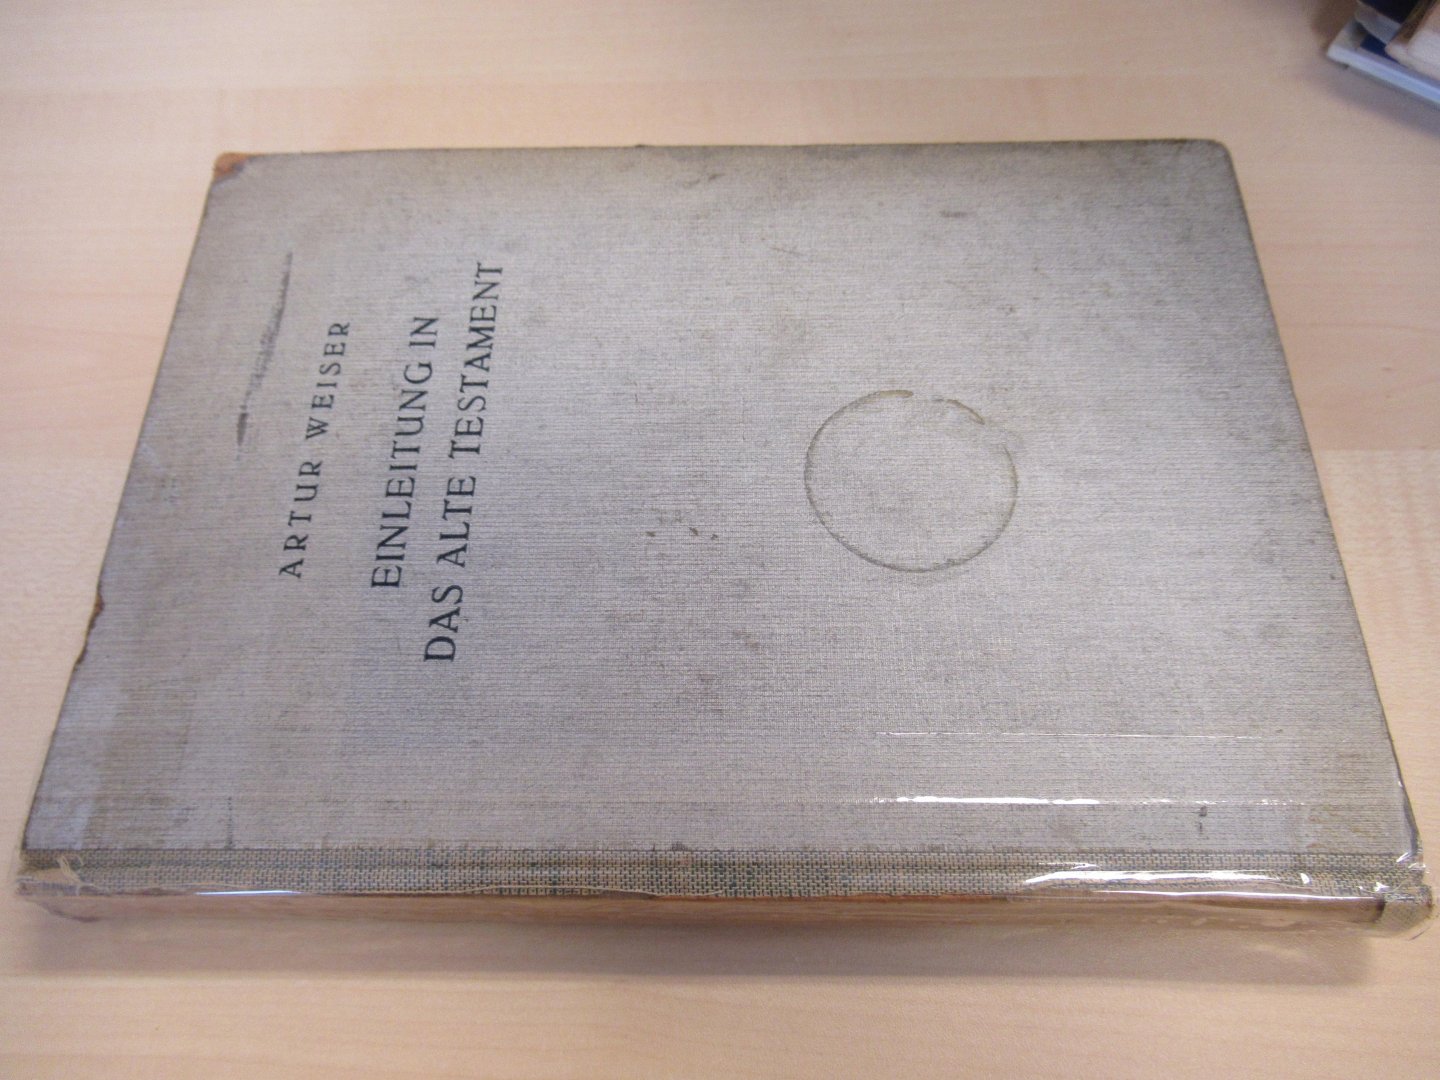 ARTUR WEISER
EINLEITUNG IN
DAS ALTE TESTAMENT